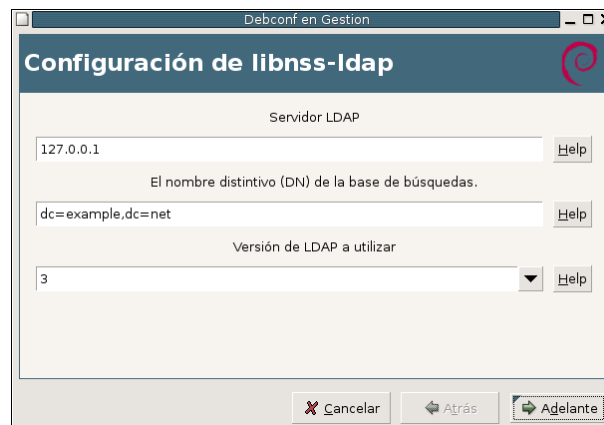 Debconf en Gestion
Configuración de libnss-ldap
Servidor LDAP
127.0.0.1
Help
El nombre distintivo (DN) de la base de búsquedas.
dc=example,dc=net
Help
Versión de LDAP a utilizar
3
Help
Cancelar
Atrás
Adelante